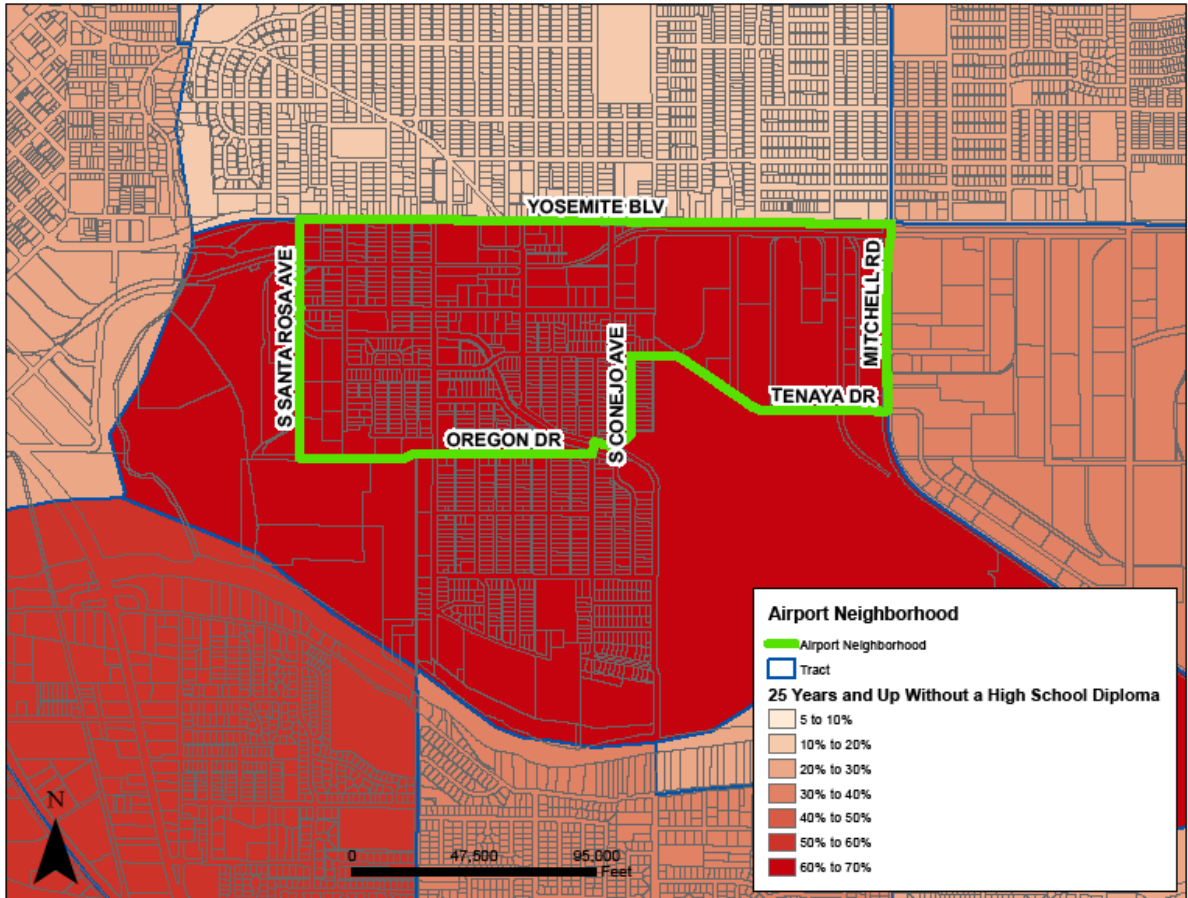 YOSEMITE BLV
S SANTA ROSA AVE
MITCHELL RD
S CONEJO AVE
TENAYA DR
OREGON DR
Airport Neighborhood
Airport Neighborhood
Tract
25 Years and Up Without a High School Diploma
5 to 10%
10% to 20%
20% to 30%
30% to 40%
40% to 50%
50% to 60%
60% to 70%
N
0 47,500 95,000
Feet